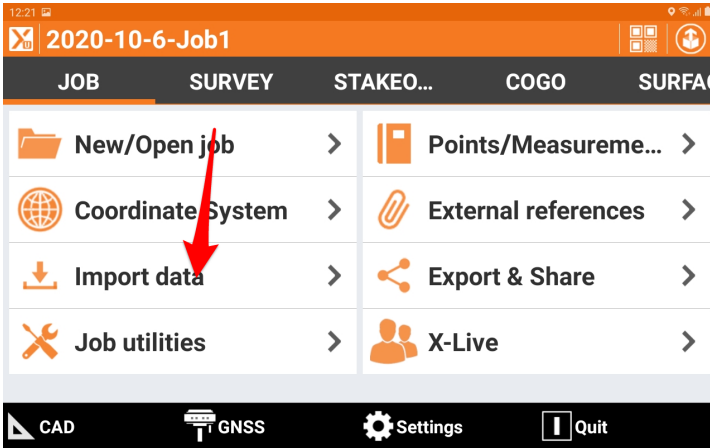 12:21
2020-10-6-Job1
JOB SURVEY STAKEO... COGO SURFA
New/Open job
Points/Measureme...
Coordinate System
External references
Import data
Export & Share
Job utilities
X-Live
CAD GNSS Settings Quit